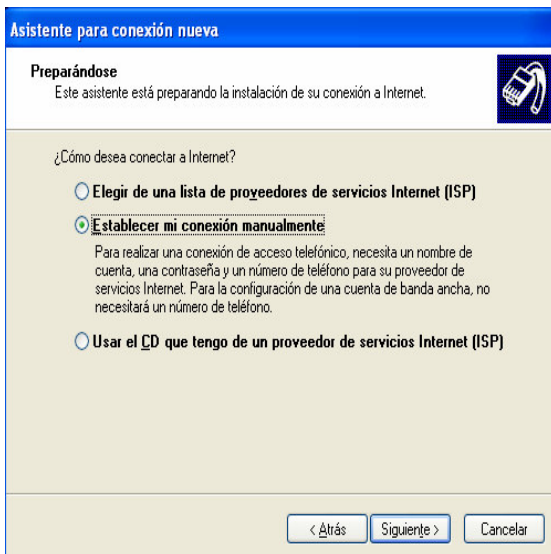 Asistente para conexión nueva
Preparándose
Este asistente está preparando la instalación de su conexión a Internet.
¿Cómo desea conectar a Internet?
Elegir de una lista de proveedores de servicios Internet (ISP)
Establecer mi conexión manualmente
Para realizar una conexión de acceso telefónico, necesita un nombre de
cuenta, una contraseña y un número de teléfono para su proveedor de
servicios Internet. Para la configuración de una cuenta de banda ancha, no
necesitará un número de teléfono.
Usar el CD que tengo de un proveedor de servicios Internet (ISP)
< Atrás Siguiente > Cancelar